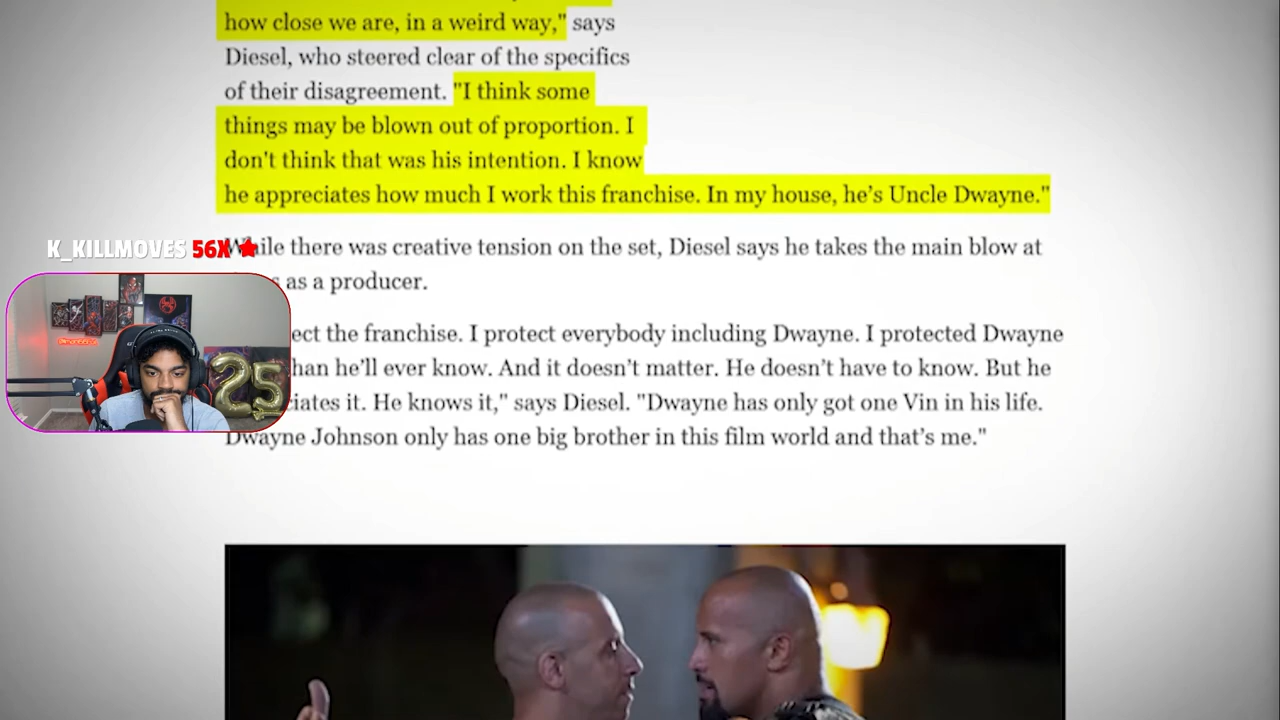 how close we are, in a weird way," says
Diesel, who steered clear of the specifics
of their disagreement. "I think some
things may be blown out of proportion. I
don't think that was his intention. I know
he appreciates how much I work this franchise. In my house, he's Uncle Dwayne."
K_KILLMOVES 56X
While there was creative tension on the set, Diesel says he takes the main blow at
as a producer.
the franchise. I protect everybody including Dwayne. I protected Dwayne
he'll ever know. And it doesn't matter. He doesn't have to know. But he
it. He knows it," says Diesel. "Dwayne has only got one Vin in his life.
Dwayne Johnson only has one big brother in this film world and that's me."
25